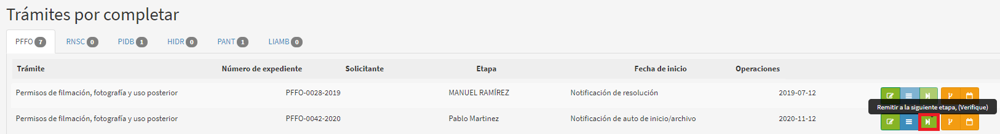 Trámites por completar
PFFO 7 RNSC 0 PIDB 1 HIDR 0 PANT 1 LIAMB 0
Trámite Número de expediente Solicitante Etapa Fecha de inicio Operaciones
Permisos de filmación, fotografía y uso posterior PFFO-0028-2019 MANUEL RAMÍREZ Notificación de resolución 2019-07-12
Remitir a la siguiente etapa, (Verifique)
Permisos de filmación, fotografía y uso posterior PFFO-0042-2020 Pablo Martinez Notificación de auto de inicio/archivo 2020-11-12